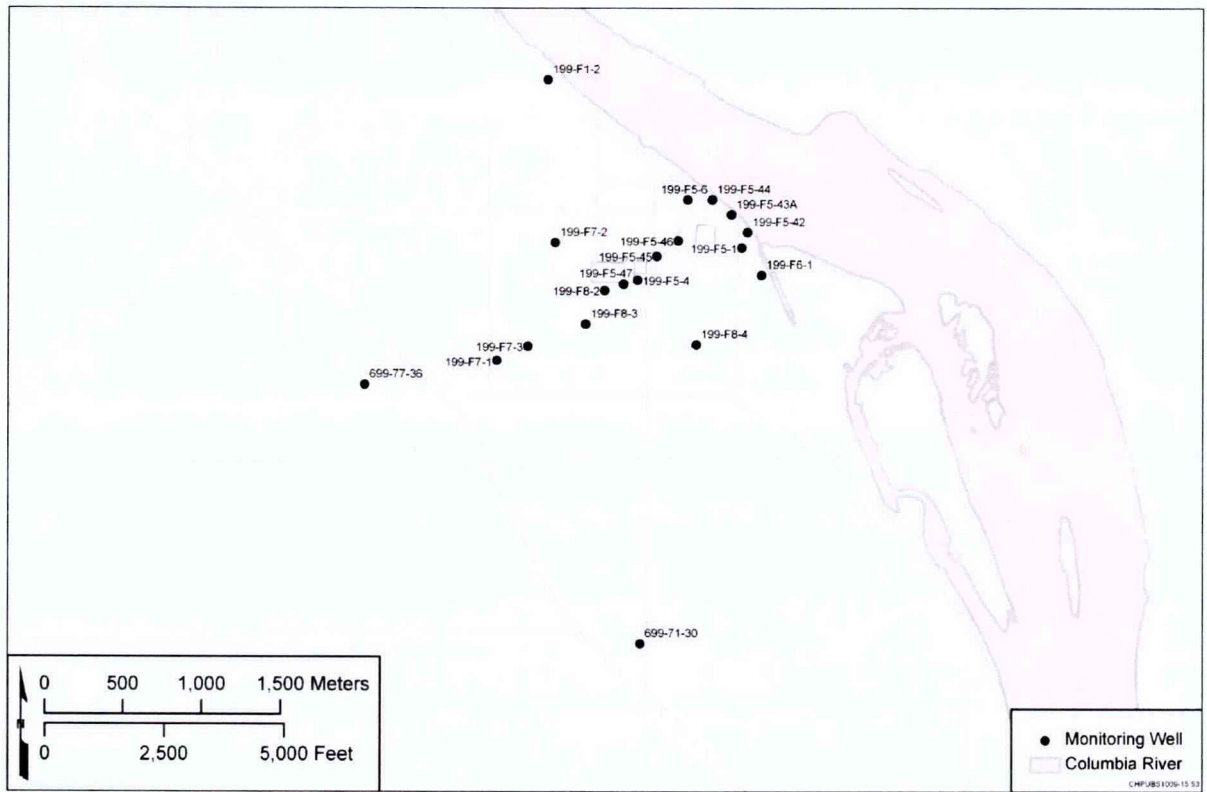 199-F1-2
199-F5-6
199-F5-44
199-F5-43A
199-F5-42
199-F7-2
199-F5-46
199-F5-1
199-F5-45
199-F6-1
199-F5-47
199-F5-4
199-F8-2
199-F8-3
199-F8-4
199-F7-3
199-F7-1
699-77-36
699-71-30
0 500 1,000 1,500 Meters
0 2,500 5,000 Feet
Monitoring Well
Columbia River